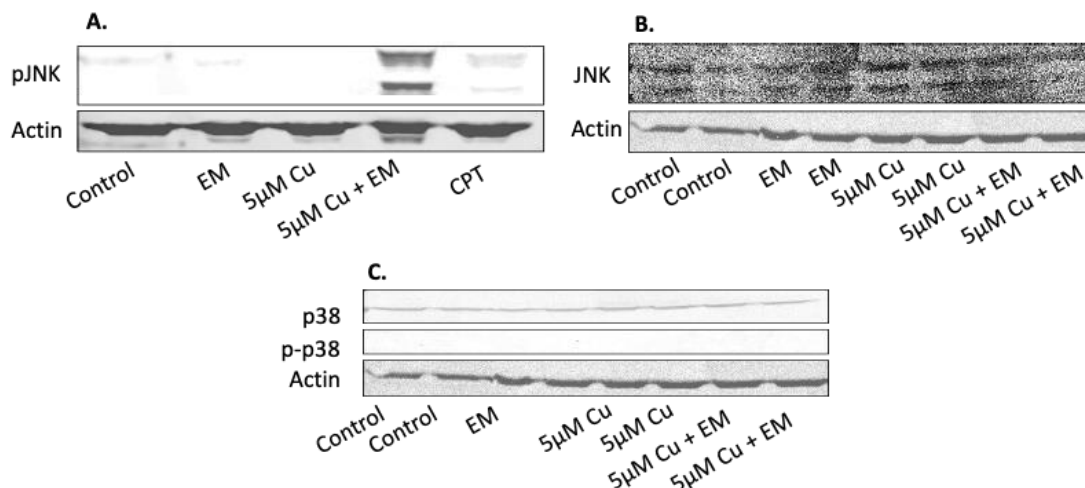 A.
pJNK
Actin
Control
EM
5µM Cu
5µM Cu + EM
CPT
B.
JNK
Actin
Control
Control
EM
EM
5µM Cu
5µM Cu
5µM Cu + EM
5µM Cu + EM
C.
p38
p-p38
Actin
Control
Control
EM
5µM Cu
5µM Cu
5µM Cu + EM
5µM Cu + EM